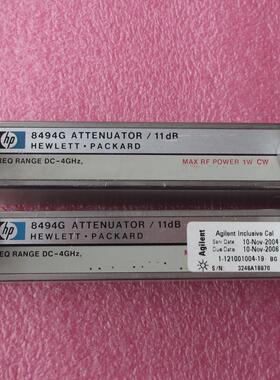 hp 8494G ATTENUATOR / 11dB
HEWLETT • PACKARD
REQ RANGE DC-4GHz,
MAX RF POWER 1W CW
hp 8494G ATTENUATOR / 11dB
HEWLETT • PACKARD
REQ RANGE DC-4GHz,
M
Agilent
Agilent Inclusive Cal
Serv Date 10-Nov-2004
Due Date 10-Nov-2006
1-121001004-19 BG
S/N: 3246A18870